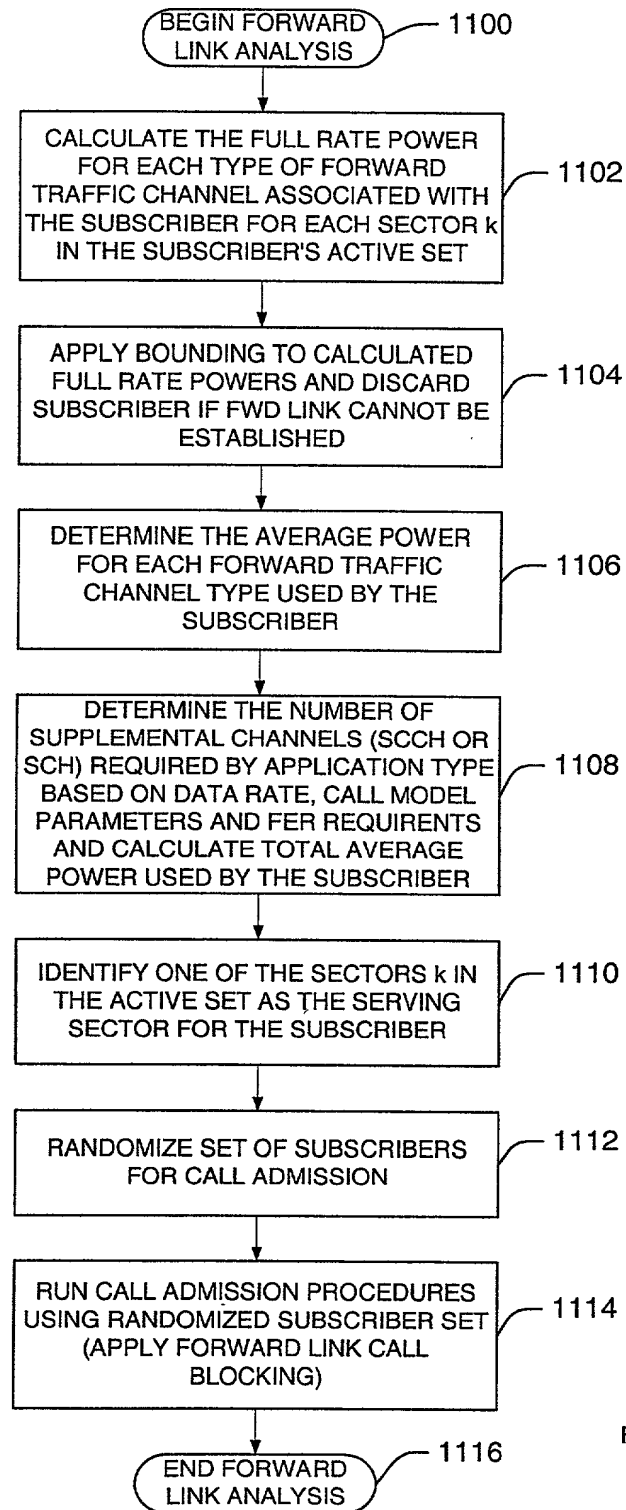 BEGIN FORWARD
LINK ANALYSIS
1100
CALCULATE THE FULL RATE POWER
FOR EACH TYPE OF FORWARD
TRAFFIC CHANNEL ASSOCIATED WITH
THE SUBSCRIBER FOR EACH SECTOR k
IN THE SUBSCRIBER'S ACTIVE SET
1102
APPLY BOUNDING TO CALCULATED
FULL RATE POWERS AND DISCARD
SUBSCRIBER IF FWD LINK CANNOT BE
ESTABLISHED
1104
DETERMINE THE AVERAGE POWER
FOR EACH FORWARD TRAFFIC
CHANNEL TYPE USED BY THE
SUBSCRIBER
1106
DETERMINE THE NUMBER OF
SUPPLEMENTAL CHANNELS (SCCH OR
SCH) REQUIRED BY APPLICATION TYPE
BASED ON DATA RATE, CALL MODEL
PARAMETERS AND FER REQUIRENTS
AND CALCULATE TOTAL AVERAGE
POWER USED BY THE SUBSCRIBER
1108
IDENTIFY ONE OF THE SECTORS k IN
THE ACTIVE SET AS THE SERVING
SECTOR FOR THE SUBSCRIBER
1110
RANDOMIZE SET OF SUBSCRIBERS
FOR CALL ADMISSION
1112
RUN CALL ADMISSION PROCEDURES
USING RANDOMIZED SUBSCRIBER SET
(APPLY FORWARD LINK CALL
BLOCKING)
1114
END FORWARD
LINK ANALYSIS
1116